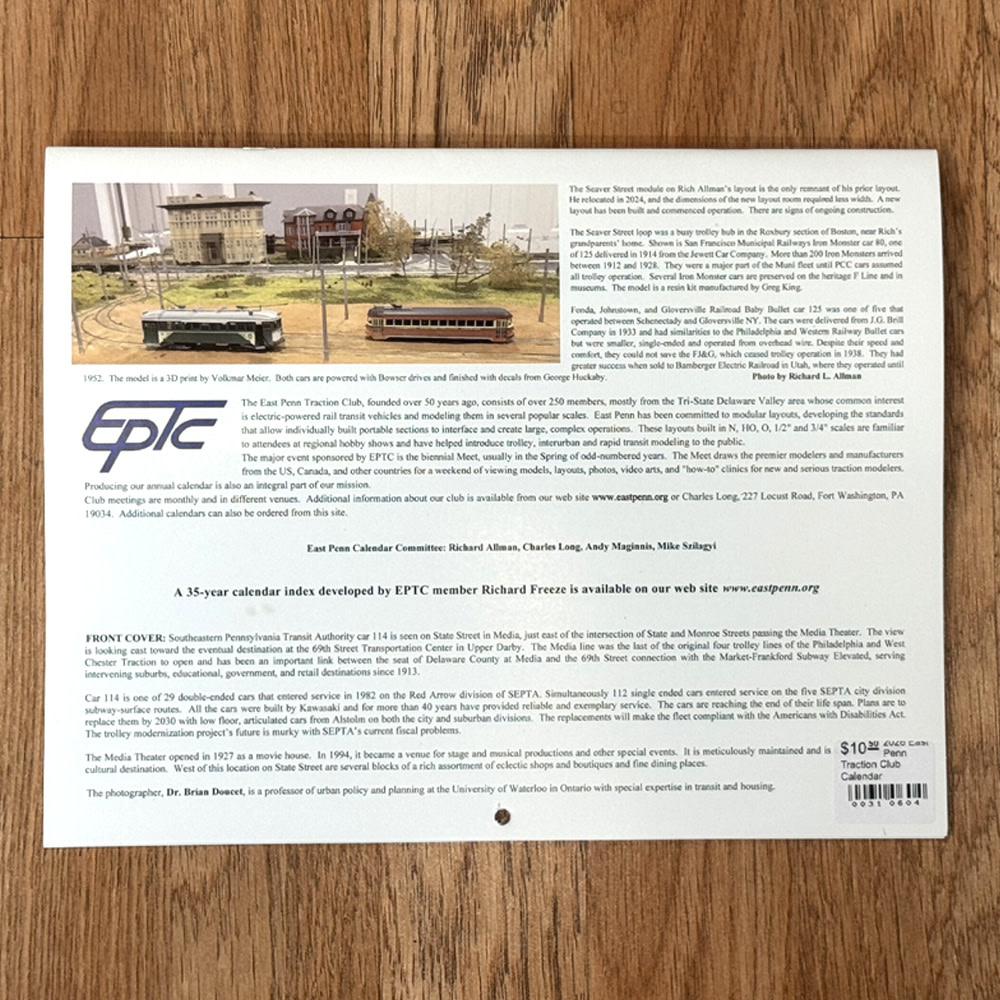 The Seaver Street module on Rich Allman's layout is the only remnant of his prior layout.
He relocated in 2024, and the dimensions of the new layout room required less width. A new
layout has been built and commenced operation. There are signs of ongoing construction.
The Seaver Street loop was a busy trolley hub in the Roxbury section of Boston, near Rich's
grandparents' home. Shown is San Francisco Municipal Railways Iron Monster car 80, one
of 125 delivered in 1914 from the Jewett Car Company. More than 200 Iron Monsters arrived
between 1912 and 1928. They were a major part of the Muni fleet until PCC cars assumed
all trolley operation. Several Iron Monster cars are preserved on the heritage F Line and in
museums. The model is a resin kit manufactured by Greg King.
Fonda, Johnstown, and Gloversville Railroad Baby Bullet car 125 was one of five that
operated between Schenectady and Gloversville NY. The cars were delivered from J.G. Brill
Company in 1933 and had similarities to the Philadelphia and Western Railway Bullet cars
but were smaller, single-ended and operated from overhead wire. Despite their speed and
comfort, they could not save the FJ&G, which ceased trolley operation in 1938. They had
greater success when sold to Bamberger Electric Railroad in Utah, where they operated until
1952. The model is a 3D print by Volkmar Meier. Both cars are powered with Bowser drives and finished with decals from George Huckaby.
Photo by Richard L. Allman
EPTC
The East Penn Traction Club, founded over 50 years ago, consists of over 250 members, mostly from the Tri-State Delaware Valley area whose common interest
is electric-powered rail transit vehicles and modeling them in several popular scales. East Penn has been committed to modular layouts, developing the standards
that allow individually built portable sections to interface and create large, complex operations. These layouts built in N, HO, O, 1/2" and 3/4" scales are familiar
to attendees at regional hobby shows and have helped introduce trolley, interurban and rapid transit modeling to the public.
The major event sponsored by EPTC is the biennial Meet, usually in the Spring of odd-numbered years. The Meet draws the premier modelers and manufacturers
from the US, Canada, and other countries for a weekend of viewing models, layouts, photos, video arts, and "how-to" clinics for new and serious traction modelers.
Producing our annual calendar is also an integral part of our mission.
Club meetings are monthly and in different venues. Additional information about our club is available from our web site www.eastpenn.org or Charles Long, 227 Locust Road, Fort Washington, PA
19034. Additional calendars can also be ordered from this site.
East Penn Calendar Committee: Richard Allman, Charles Long, Andy Maginnis, Mike Szilagyi
A 35-year calendar index developed by EPTC member Richard Freeze is available on our web site www.eastpenn.org
FRONT COVER: Southeastern Pennsylvania Transit Authority car 114 is seen on State Street in Media, just east of the intersection of State and Monroe Streets passing the Media Theater. The view
is looking east toward the eventual destination at the 69th Street Transportation Center in Upper Darby. The Media line was the last of the original four trolley lines of the Philadelphia and West
Chester Traction to open and has been an important link between the seat of Delaware County at Media and the 69th Street connection with the Market-Frankford Subway Elevated, serving
intervening suburbs, educational, government, and retail destinations since 1913.
Car 114 is one of 29 double-ended cars that entered service in 1982 on the Red Arrow division of SEPTA. Simultaneously 112 single ended cars entered service on the five SEPTA city division
subway-surface routes. All the cars were built by Kawasaki and for more than 40 years have provided reliable and exemplary service. The cars are reaching the end of their life span. Plans are to
replace them by 2030 with low floor, articulated cars from Alstolm on both the city and suburban divisions. The replacements will make the fleet compliant with the Americans with Disabilities Act.
The trolley modernization project's future is murky with SEPTA's current fiscal problems.
The Media Theater opened in 1927 as a movie house. In 1994, it became a venue for stage and musical productions and other special events. It is meticulously maintained and is
cultural destination. West of this location on State Street are several blocks of a rich assortment of eclectic shops and boutiques and fine dining places.
The photographer, Dr. Brian Doucet, is a professor of urban policy and planning at the University of Waterloo in Ontario with special expertise in transit and housing.
$10 East
Penn
Traction Club
Calendar
0031 0604